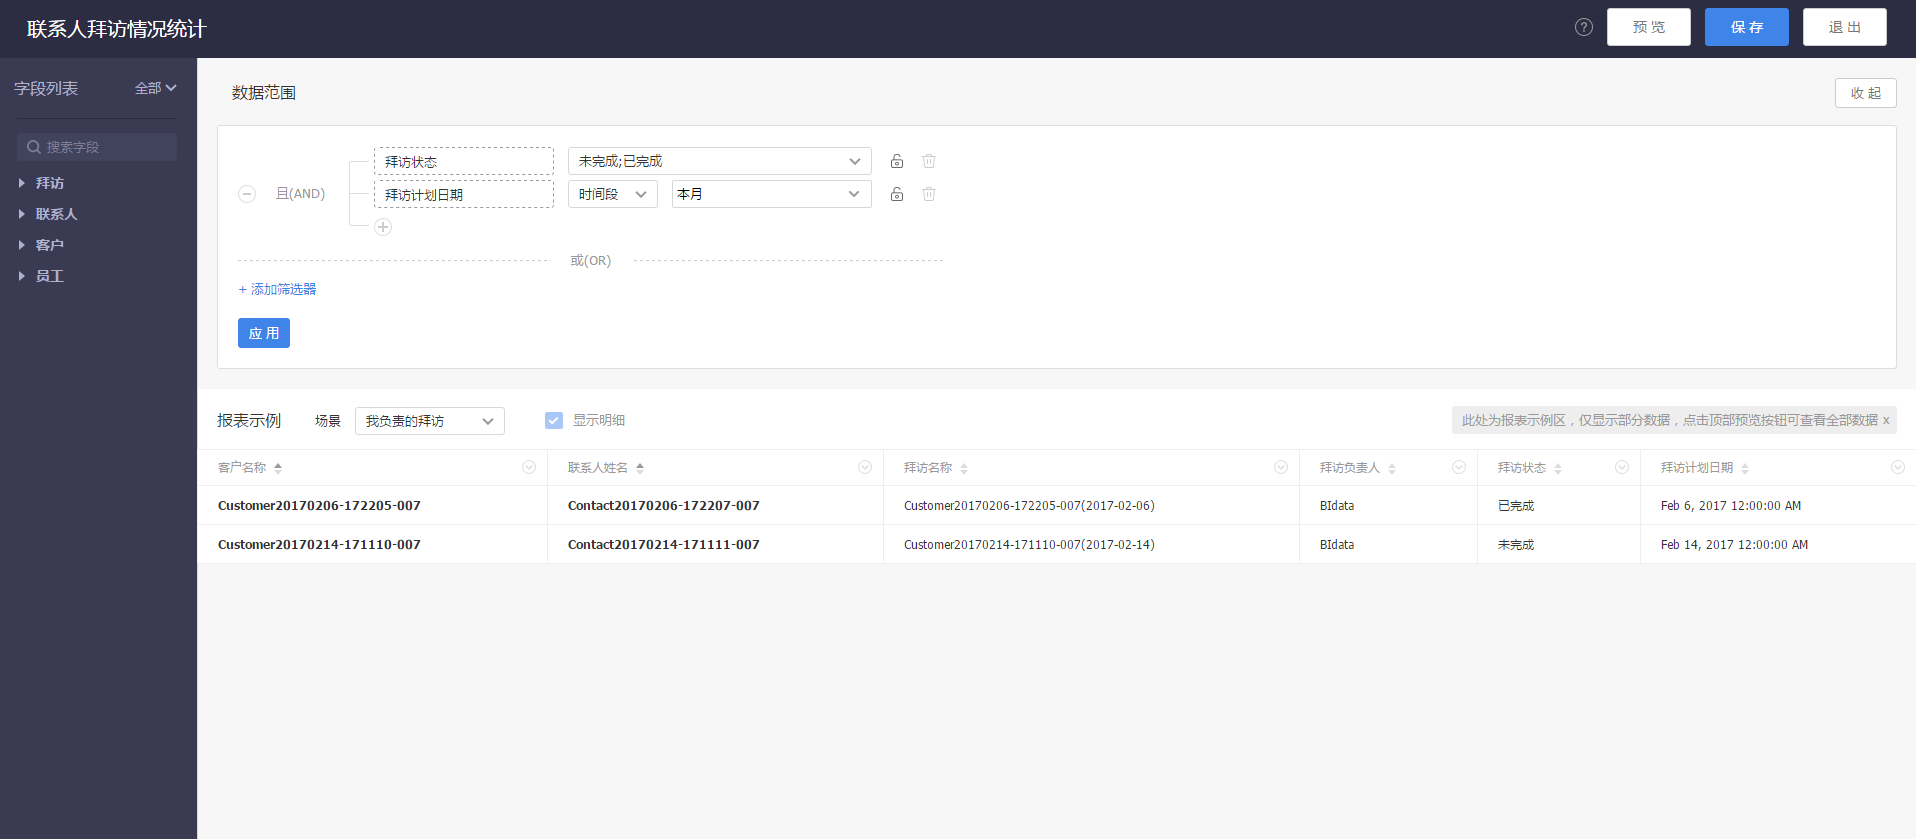 联系人拜访情况统计
? 预 览 保 存 退 出
字段列表 全部
搜索字段
拜访
联系人
客户
员工
数据范围 收 起
且(AND)
拜访状态 未完成;已完成
拜访计划日期 时间段 本月
或(OR)
+ 添加筛选器
应 用
报表示例 场景 我负责的拜访 显示明细 此处为报表示例区，仅显示部分数据，点击顶部预览按钮可查看全部数据 x
客户名称 联系人姓名 拜访名称 拜访负责人 拜访状态 拜访计划日期
Customer20170206-172205-007 Contact20170206-172207-007 Customer20170206-172205-007(2017-02-06) BIdata 已完成 Feb 6, 2017 12:00:00 AM
Customer20170214-171110-007 Contact20170214-171111-007 Customer20170214-171110-007(2017-02-14) BIdata 未完成 Feb 14, 2017 12:00:00 AM